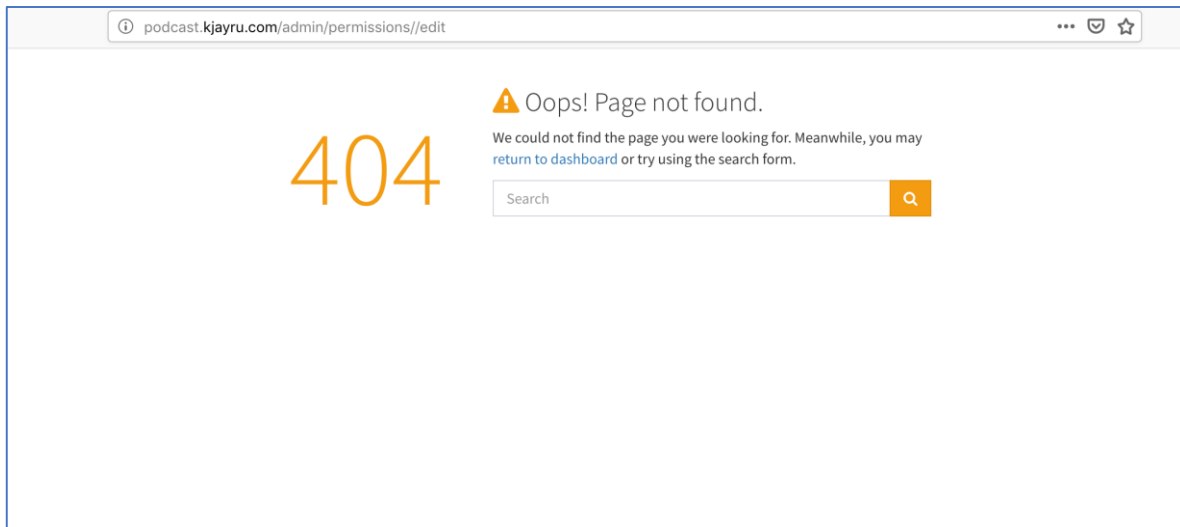 podcast.kjayru.com/admin/permissions//edit
404
Oops! Page not found.
We could not find the page you were looking for. Meanwhile, you may
return to dashboard or try using the search form.
Search